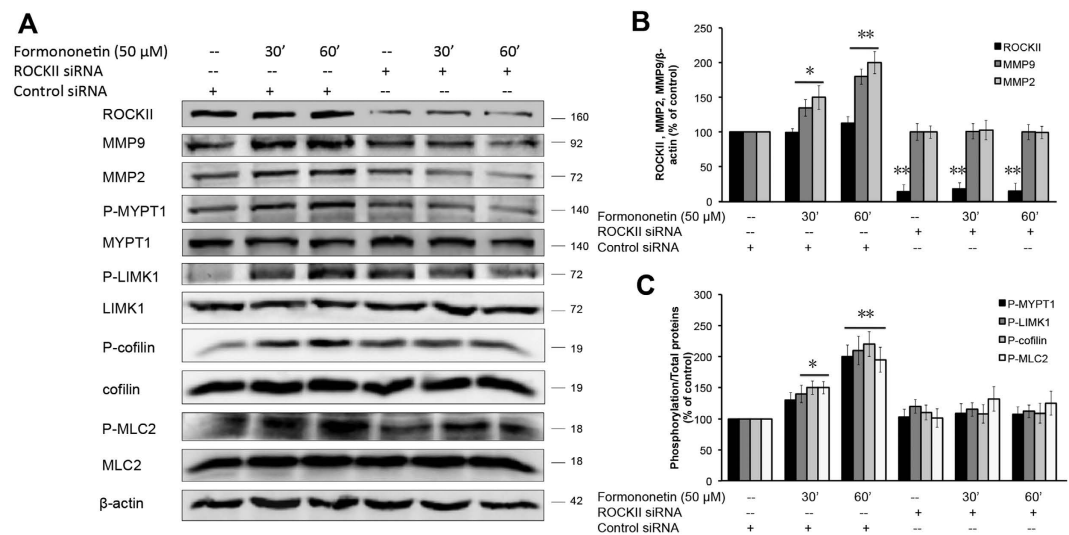 A
Formononetin (50 µM) -- 30′ 60′ -- 30′ 60′
ROCKII siRNA -- -- -- + + +
Control siRNA + + + -- -- --
ROCKII 160
MMP9 92
MMP2 72
P-MYPT1 140
MYPT1 140
P-LIMK1 72
LIMK1 72
P-cofilin 19
cofilin 19
P-MLC2 18
MLC2 18
β-actin 42
B
ROCKII , MMP2, MMP9/β-
actin (% of control)
250
200
150
100
50
0
* ** ** ** **
ROCKII
MMP9
MMP2
Formononetin (50 µM) -- 30′ 60′ -- 30′ 60′
ROCKII siRNA -- -- -- + + +
Control siRNA + + + -- -- --
C
Phosphorylation/Total proteins
(% of control)
300
250
200
150
100
50
0
* **
P-MYPT1
P-LIMK1
P-cofilin
P-MLC2
Formononetin (50 µM) -- 30′ 60′ -- 30′ 60′
ROCKII siRNA -- -- -- + + +
Control siRNA + + + -- -- --